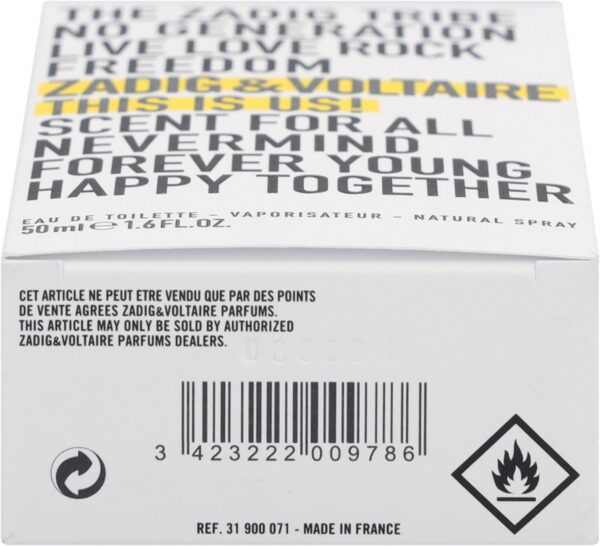 THE ZADIG TRIBE
NO GENERATION
LIVE LOVE ROCK
FREEDOM
ZADIG & VOLTAIRE
THIS IS US!
SCENT FOR ALL
NEVERMIND
FOREVER YOUNG
HAPPY TOGETHER
EAU DE TOILETTE - VAPORISATEUR - NATURAL SPRAY
50 ml ℮ 1.6 FL.OZ.
CET ARTICLE NE PEUT ETRE VENDU QUE PAR DES POINTS
DE VENTE AGREES ZADIG&VOLTAIRE PARFUMS.
THIS ARTICLE MAY ONLY BE SOLD BY AUTHORIZED
ZADIG&VOLTAIRE PARFUMS DEALERS.
3 423222 009786
REF. 31 900 071 - MADE IN FRANCE